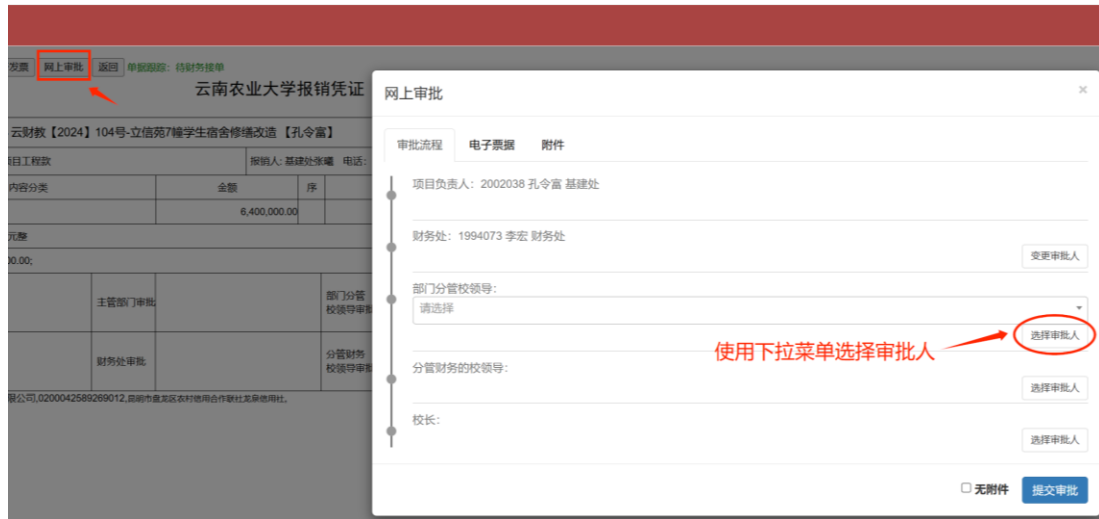 发票 网上审批 返回 单据跟踪：待财务接单
云南农业大学报销凭证
云财教【2024】104号-立信苑7幢学生宿舍修缮改造 【孔令富】
项目工程款 报销人: 基建处张曦 电话:
内容分类 金额 序
6,400,000.00
元整
00.00;
主管部门审批 部门分管
校领导审批
财务处审批 分管财务
校领导审批
限公司,0200042589269012,昆明市盘龙区农村信用合作联社龙泉信用社。
网上审批 ×
审批流程 电子票据 附件
项目负责人：2002038 孔令富 基建处
财务处：1994073 李宏 财务处
变更审批人
部门分管校领导：
请选择
选择审批人
使用下拉菜单选择审批人
分管财务的校领导：
选择审批人
校长：
选择审批人
无附件 提交审批